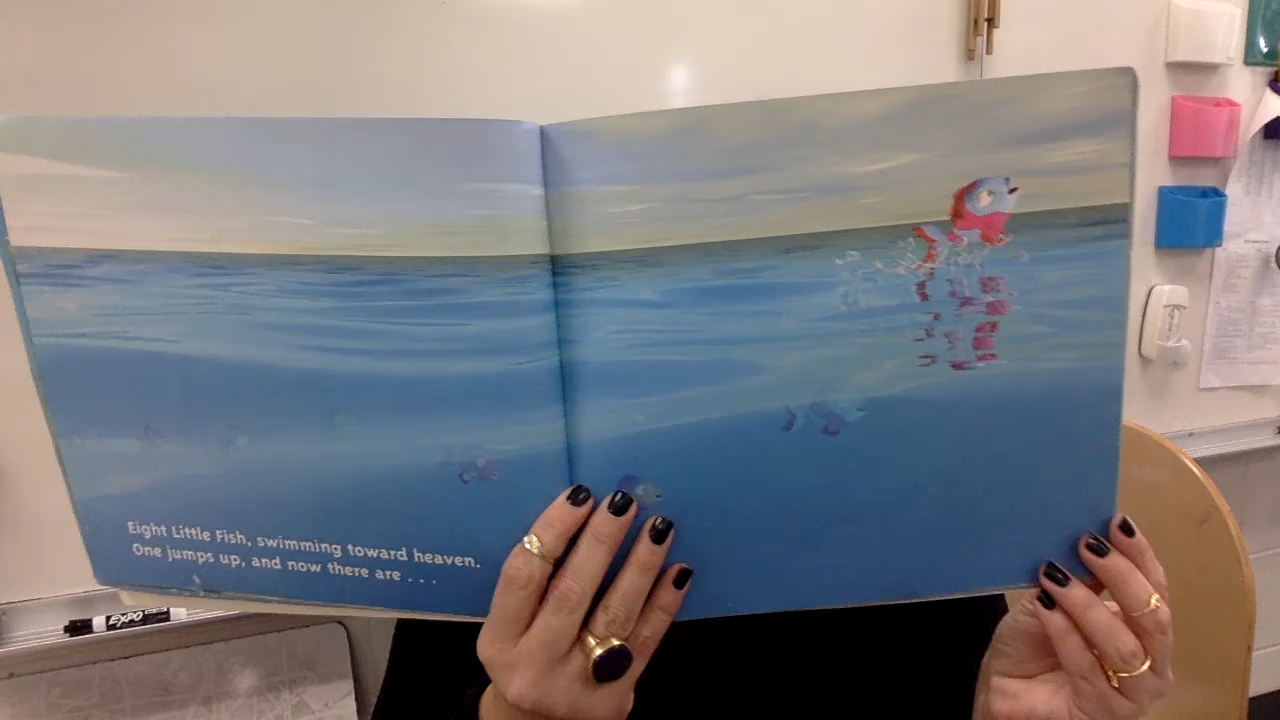 Eight Little Fish, swimming toward heaven.
One jumps up, and now there are . . .
EXPO